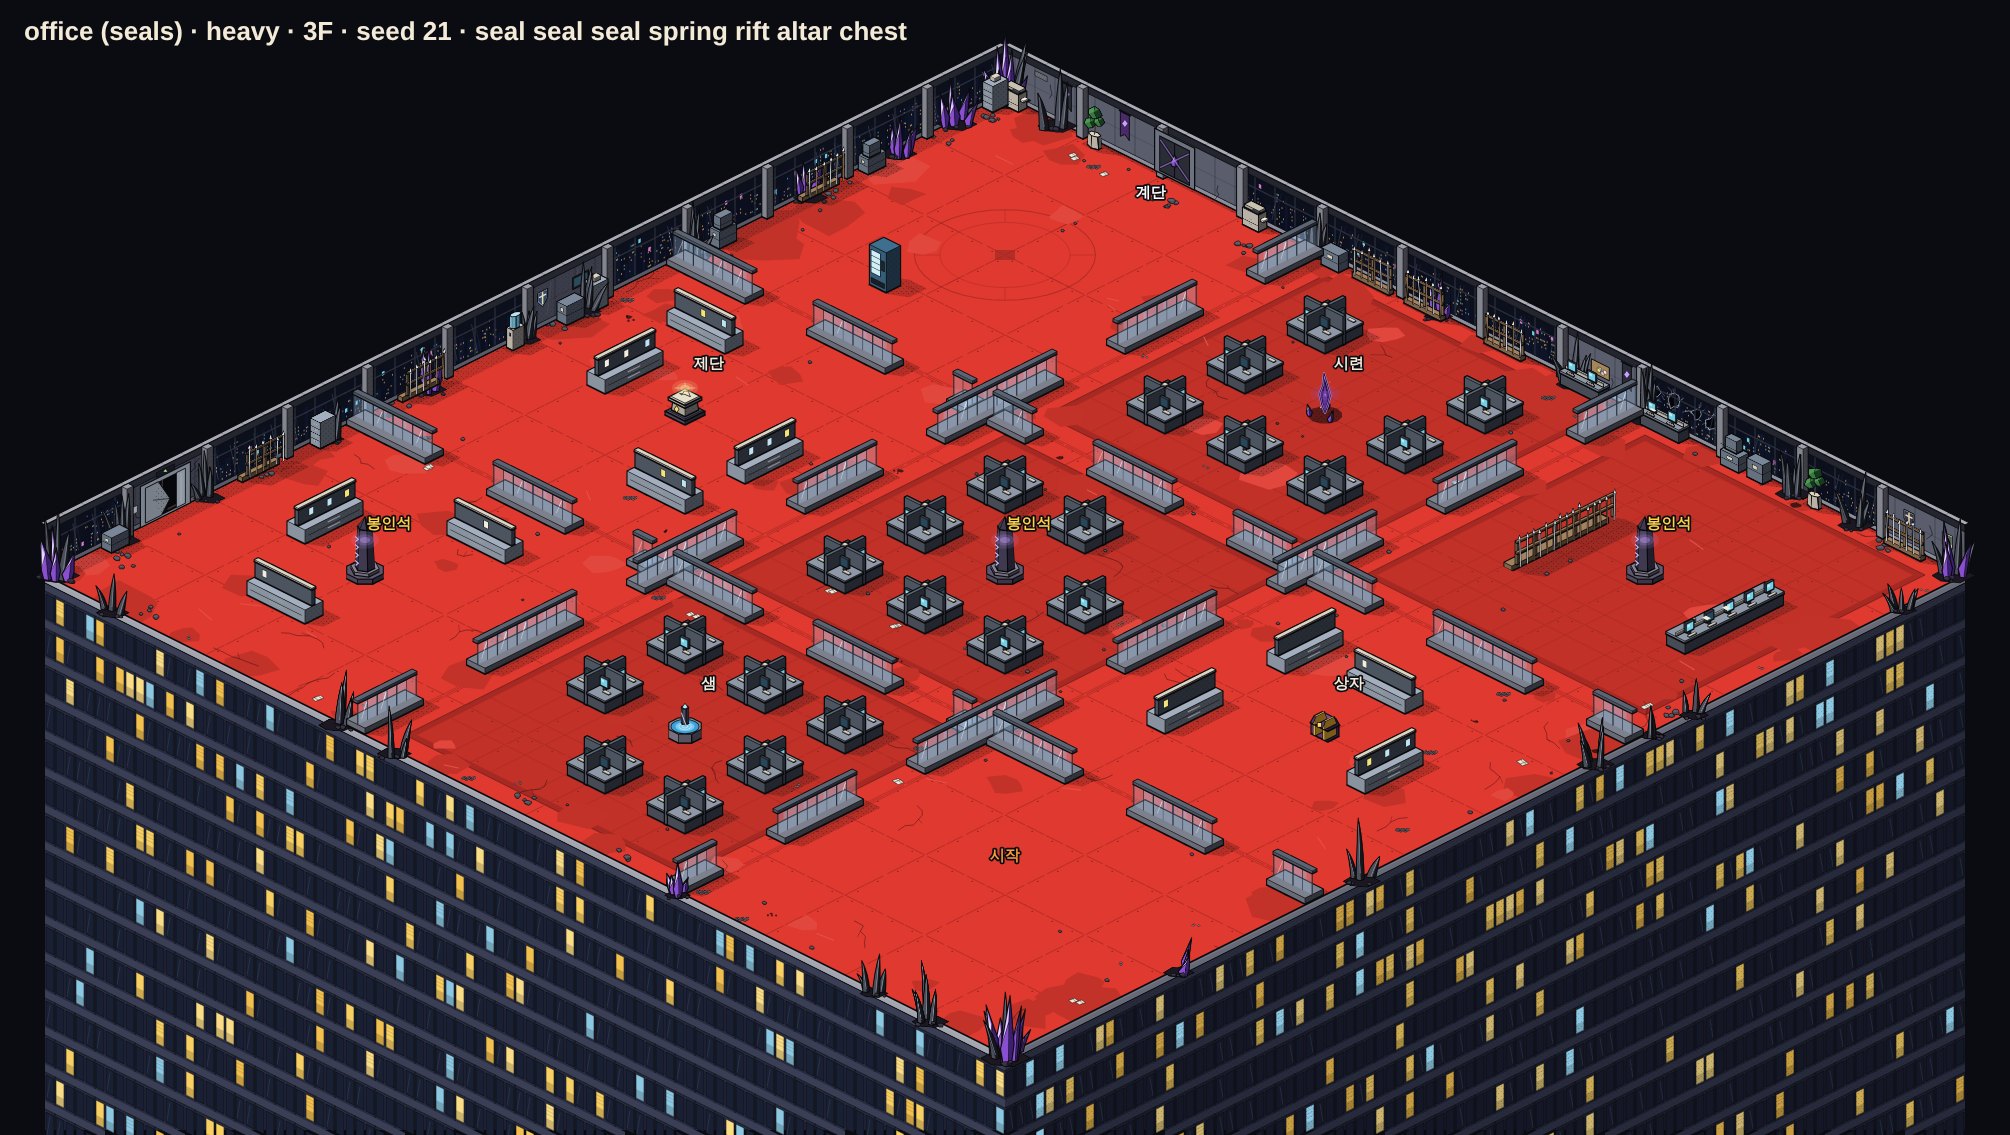 office (seals) · heavy · 3F · seed 21 · seal seal seal spring rift altar chest
계단
제단
시련
봉인석
봉인석
봉인석
샘
상자
시작